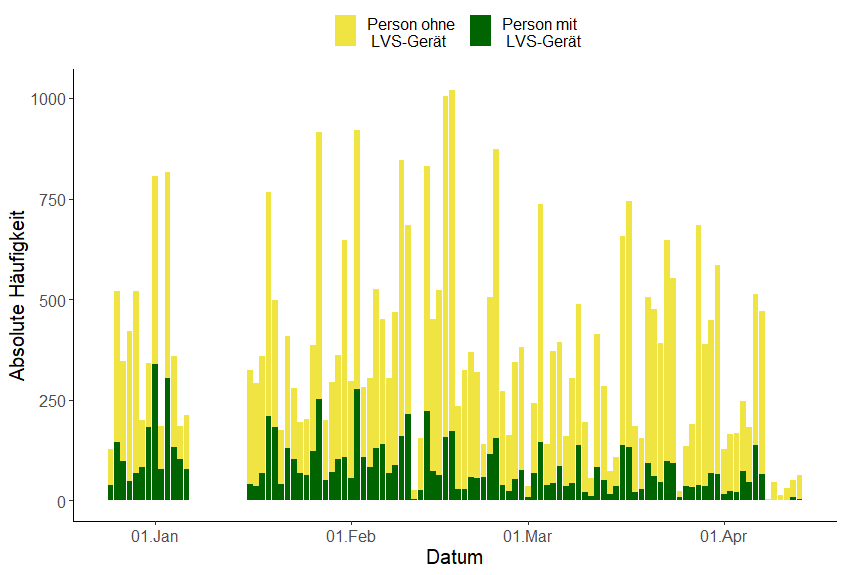 Person ohne
LVS-Gerät
Person mit
LVS-Gerät
Absolute Häufigkeit
1000
750
500
250
0
01.Jan
01.Feb
01.Mar
01.Apr
Datum